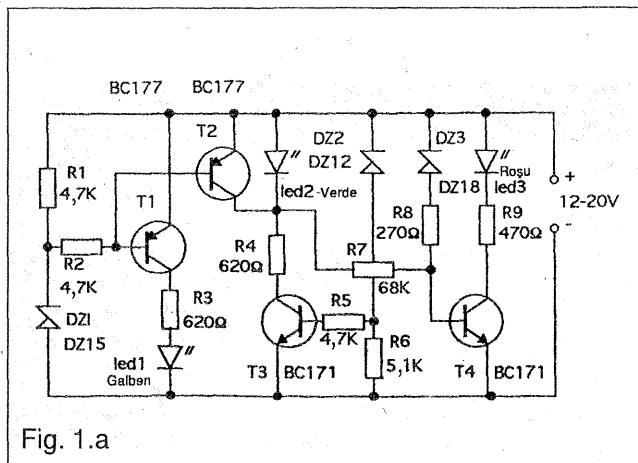 BC177 BC177
T2
DZ2
DZ12
DZ3
DZ18
Roşu
led3
R1
4,7K
T1
led2-Verde
+
12-20V
-
R2
4,7K
R4
620Ω
R7
68K
R8
270Ω
R9
470Ω
R3
620Ω
DZ1
DZ15
led1
Galben
R5
4,7K
R6
5,1K
T3
BC171
T4
BC171
Fig. 1.a